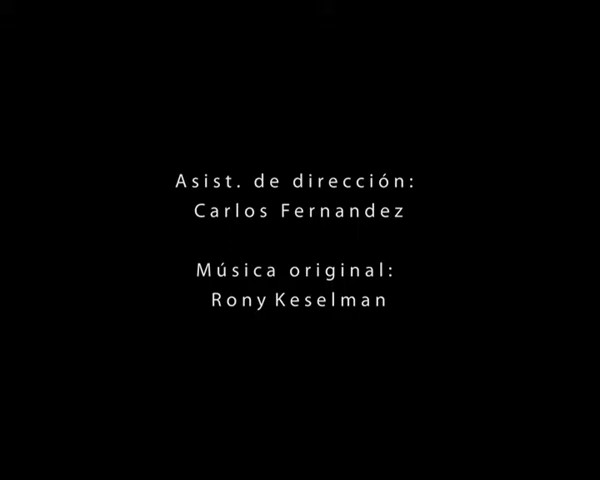 Asist. de dirección:
Carlos Fernandez
Música original:
Rony Keselman